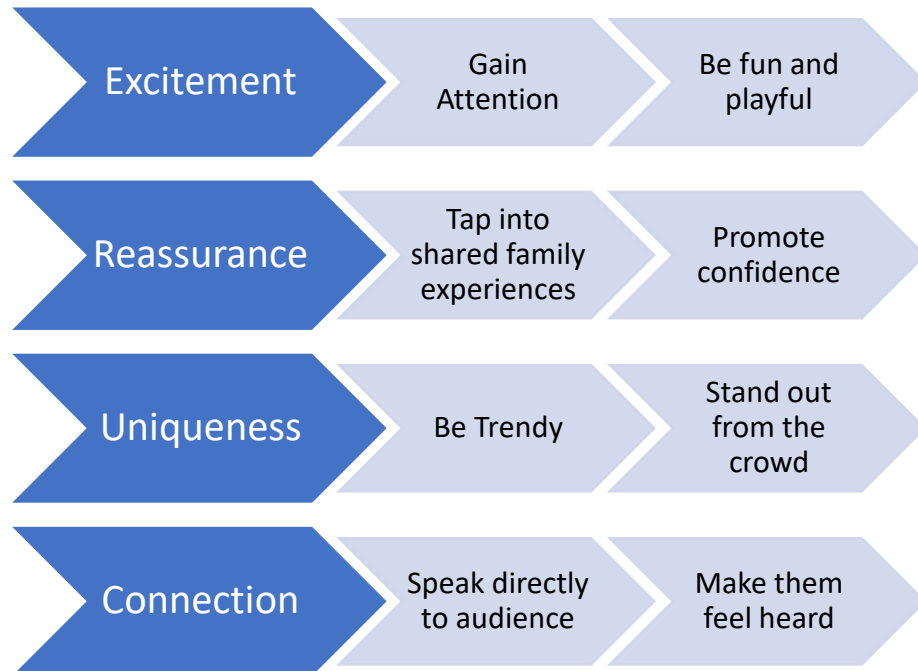 Excitement
Gain
Attention
Be fun and
playful
Reassurance
Tap into
shared family
experiences
Promote
confidence
Uniqueness
Be Trendy
Stand out
from the
crowd
Connection
Speak directly
to audience
Make them
feel heard